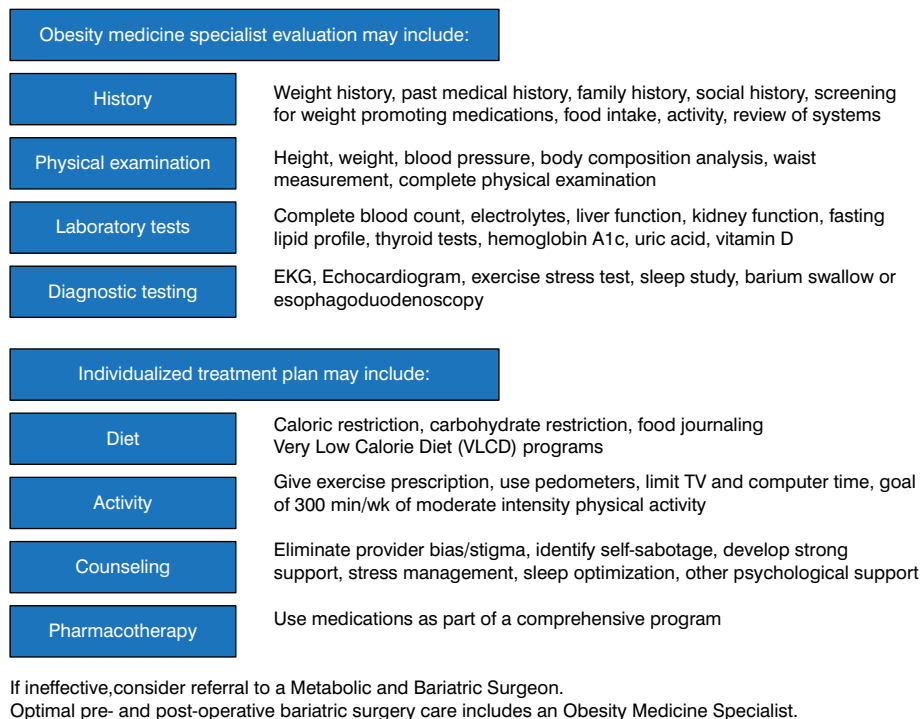 Obesity medicine specialist evaluation may include:
History
Weight history, past medical history, family history, social history, screening
for weight promoting medications, food intake, activity, review of systems
Physical examination
Height, weight, blood pressure, body composition analysis, waist
measurement, complete physical examination
Laboratory tests
Complete blood count, electrolytes, liver function, kidney function, fasting
lipid profile, thyroid tests, hemoglobin A1c, uric acid, vitamin D
Diagnostic testing
EKG, Echocardiogram, exercise stress test, sleep study, barium swallow or
esophagoduodenoscopy
Individualized treatment plan may include:
Diet
Caloric restriction, carbohydrate restriction, food journaling
Very Low Calorie Diet (VLCD) programs
Activity
Give exercise prescription, use pedometers, limit TV and computer time, goal
of 300 min/wk of moderate intensity physical activity
Counseling
Eliminate provider bias/stigma, identify self-sabotage, develop strong
support, stress management, sleep optimization, other psychological support
Pharmacotherapy
Use medications as part of a comprehensive program
If ineffective,consider referral to a Metabolic and Bariatric Surgeon.
Optimal pre- and post-operative bariatric surgery care includes an Obesity Medicine Specialist.